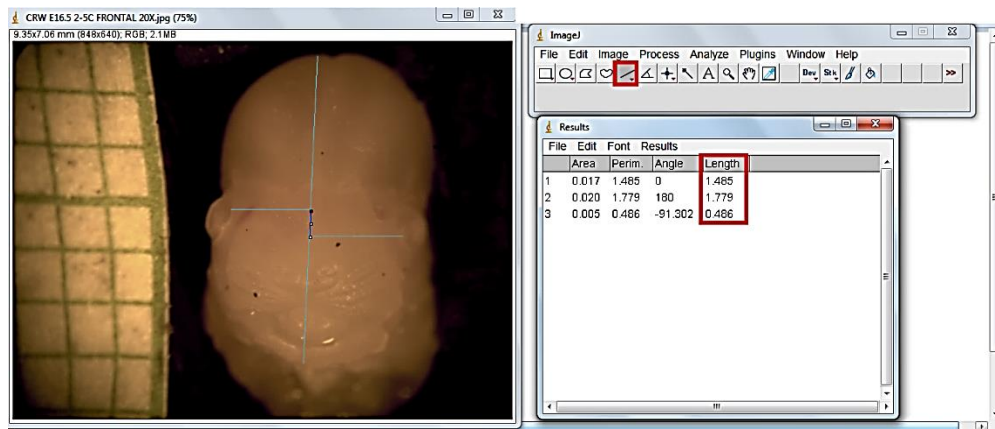 CRW E16.5 2-5C FRONTAL 20X.jpg (75%)
9.35x7.06 mm (848x640); RGB; 2.1MB
ImageJ
File Edit Image Process Analyze Plugins Window Help
A Dev Stk >>
Results
File Edit Font Results
Area Perim. Angle Length
1 0.017 1.485 0 1.485
2 0.020 1.779 180 1.779
3 0.005 0.486 -91.302 0.486